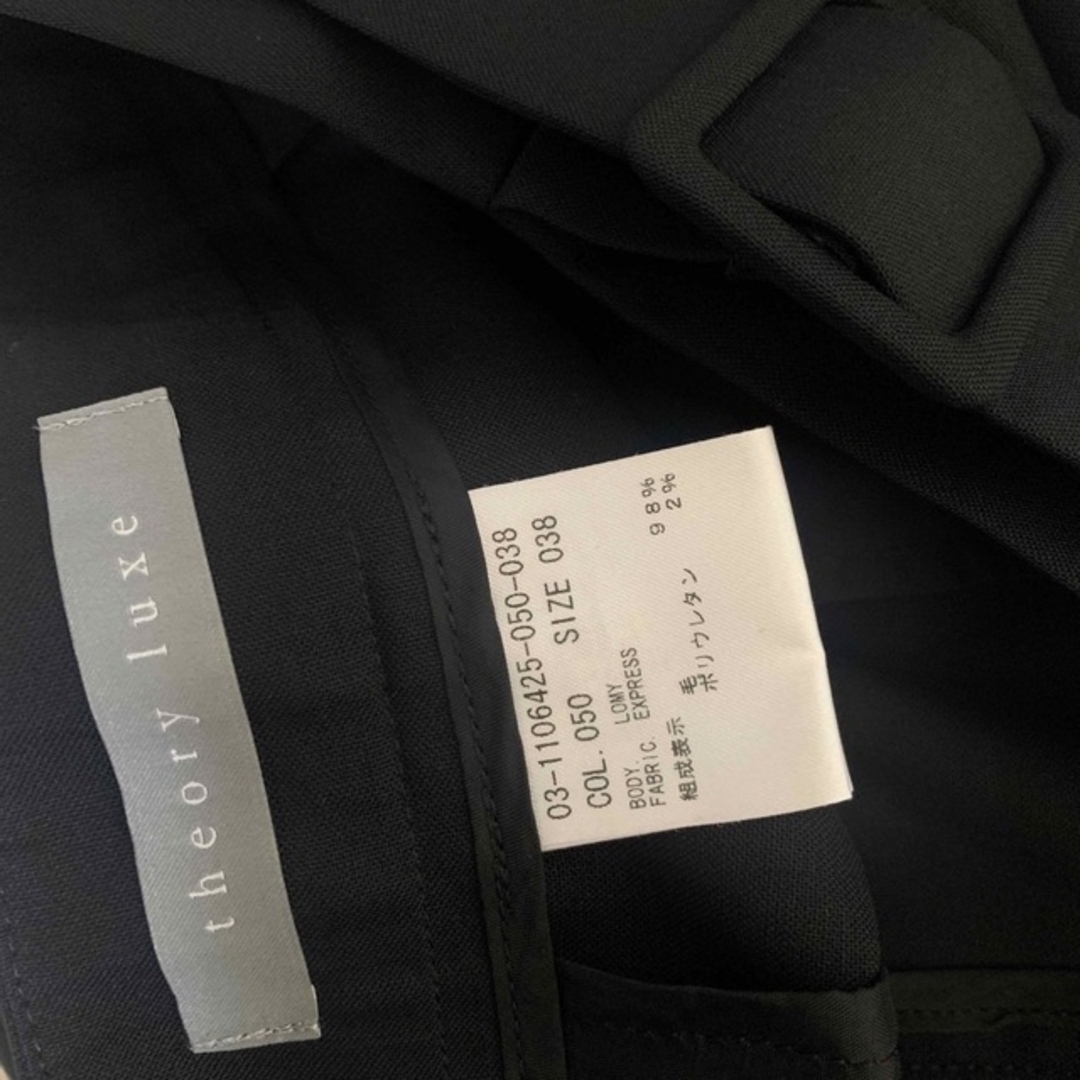 theory luxe
03-1106425-050-038
COL. 050 SIZE 038
BODY. LOMY
FABRIC. EXPRESS
組成表示 毛 98%
ポリウレタン 2%